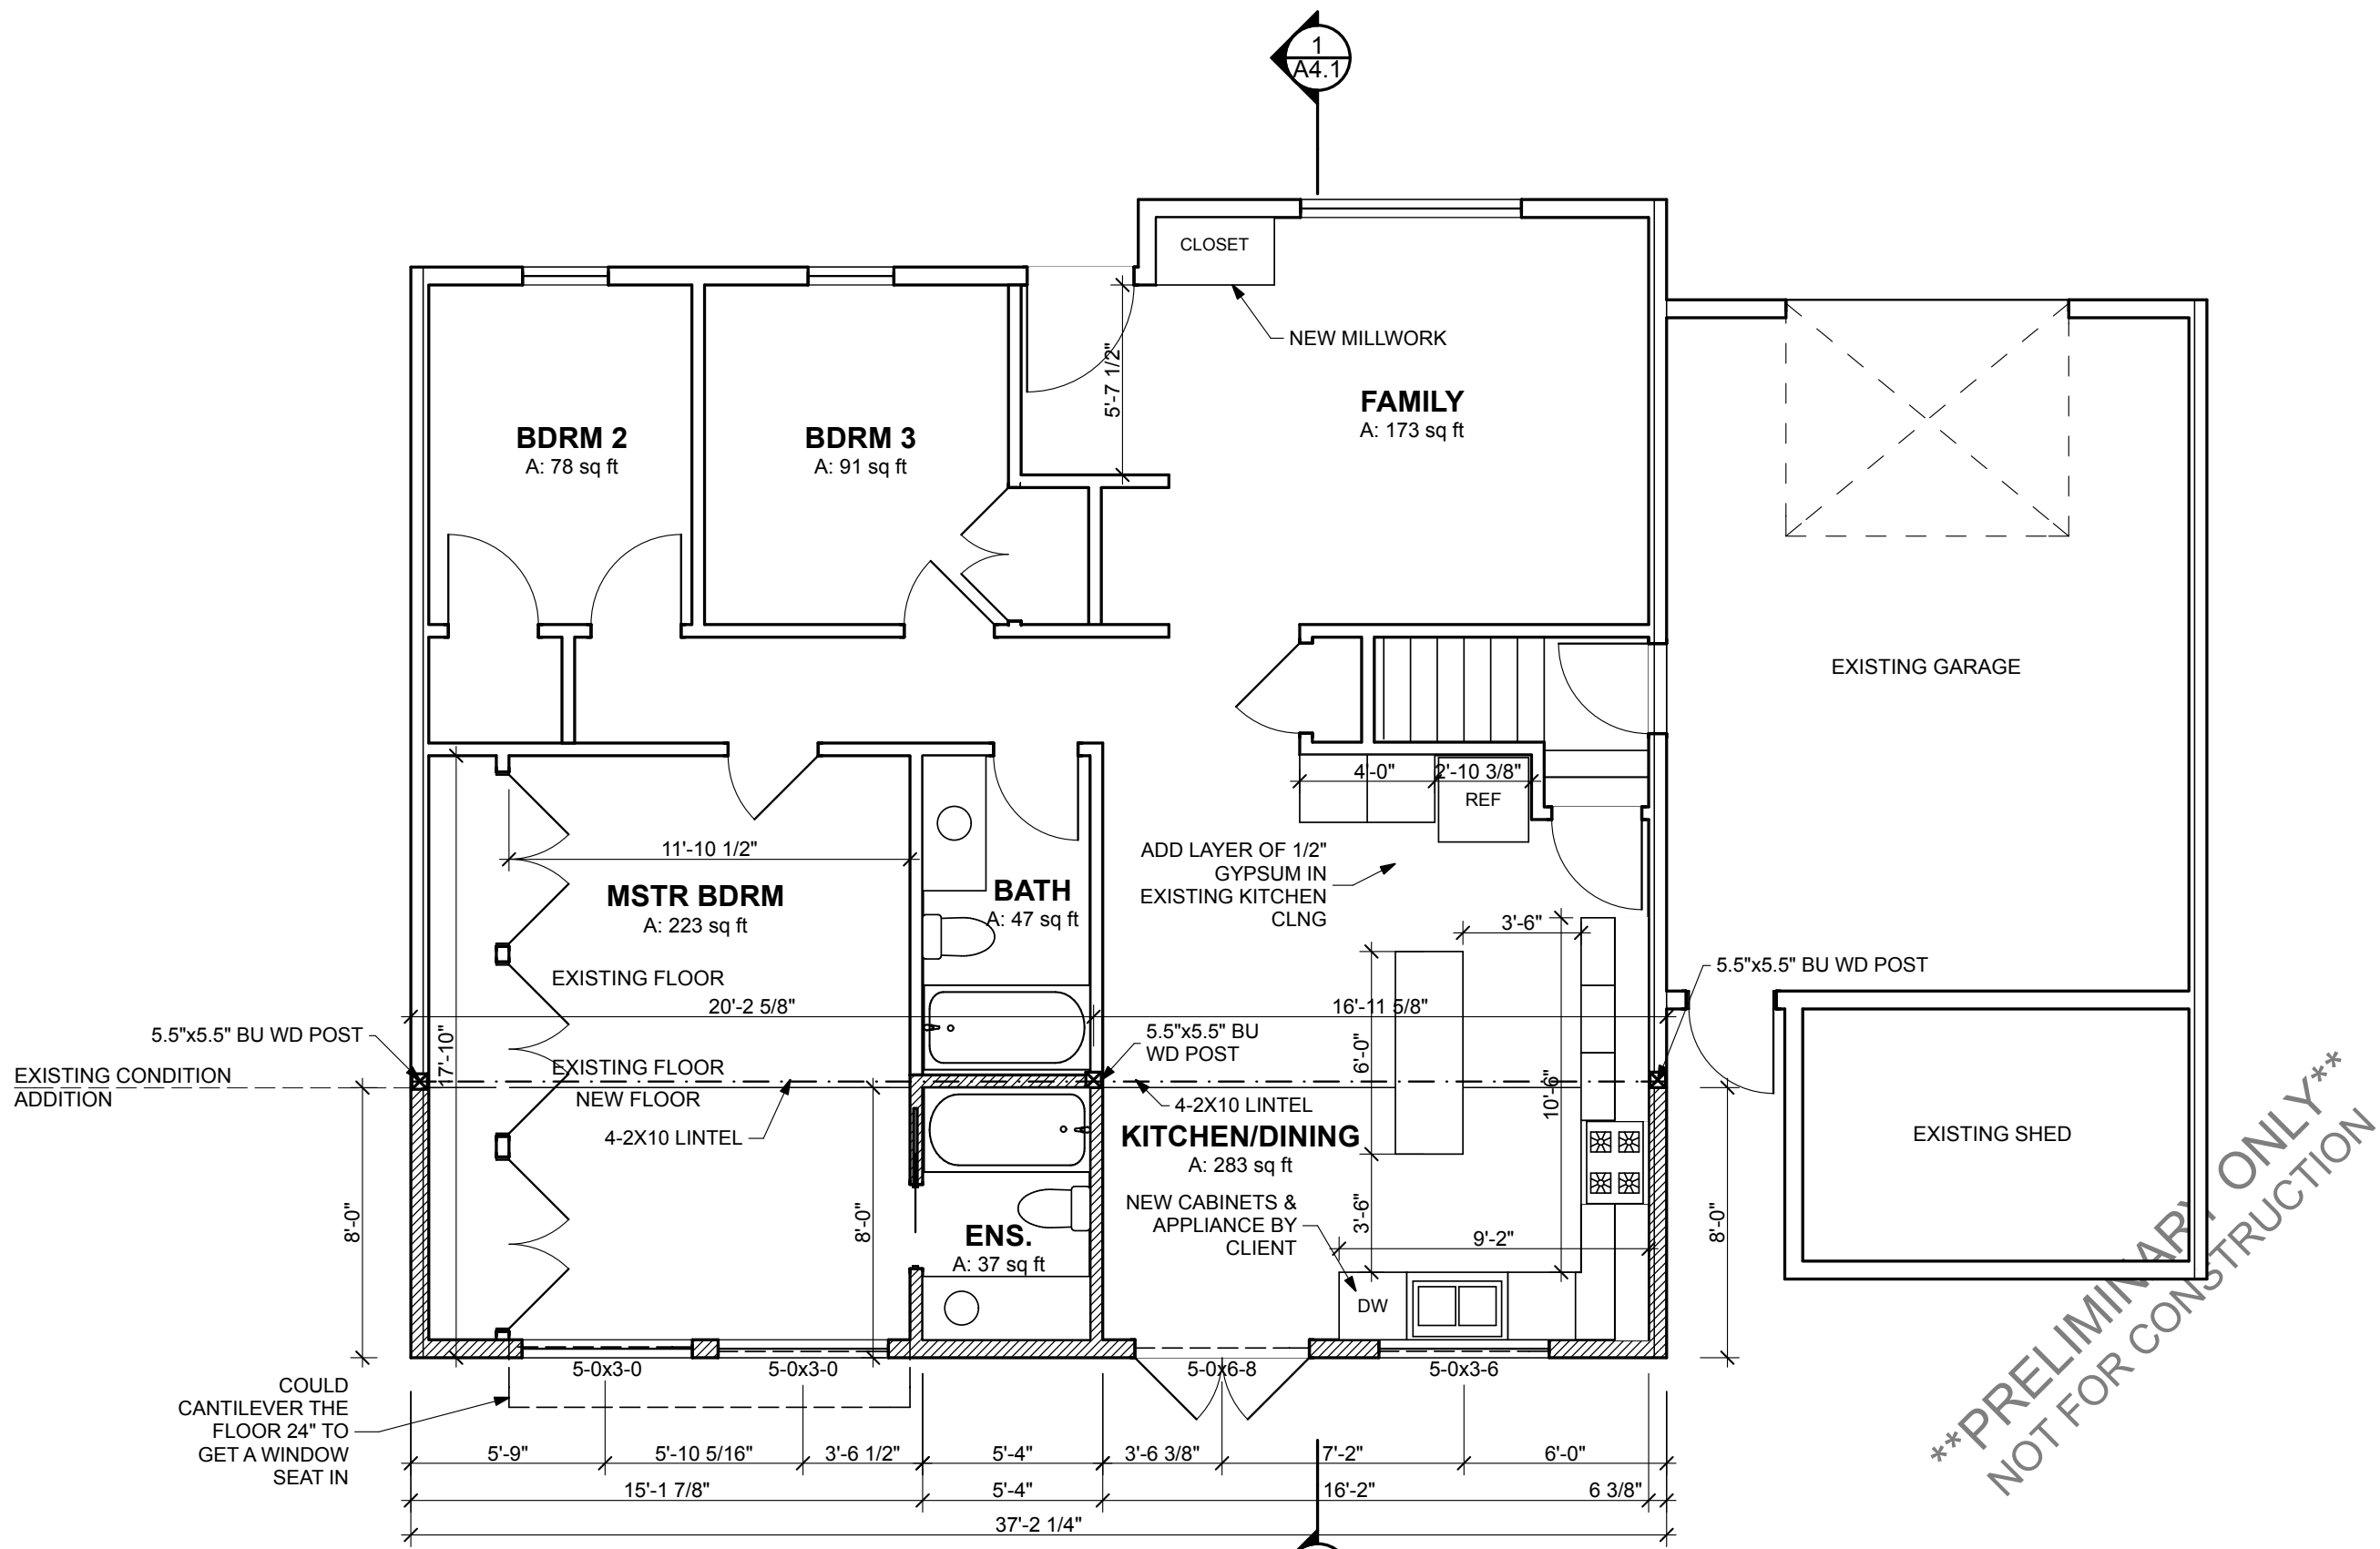 1
A4.1
CLOSET
NEW MILLWORK
5'-7 1/2"
FAMILY
A: 173 sq ft
BDRM 2
A: 78 sq ft
BDRM 3
A: 91 sq ft
EXISTING GARAGE
4'-0"
2'-10 3/8"
REF
11'-10 1/2"
MSTR BDRM
A: 223 sq ft
BATH
A: 47 sq ft
ADD LAYER OF 1/2"
GYPSUM IN
EXISTING KITCHEN
CLNG
3'-6"
EXISTING FLOOR
20'-2 5/8"
16'-11 5/8"
5.5"x5.5" BU WD POST
5.5"x5.5" BU WD POST
5.5"x5.5" BU
WD POST
17'-10"
6'-0"
10'-6"
EXISTING CONDITION
ADDITION
EXISTING FLOOR
NEW FLOOR
4-2X10 LINTEL
4-2X10 LINTEL
KITCHEN/DINING
A: 283 sq ft
EXISTING SHED
NEW CABINETS &
APPLIANCE BY
CLIENT
3'-6"
9'-2"
8'-0"
8'-0"
8'-0"
ENS.
A: 37 sq ft
DW
5-0x3-0
5-0x3-0
5-0x6-8
5-0x3-6
COULD
CANTILEVER THE
FLOOR 24" TO
GET A WINDOW
SEAT IN
5'-9"
5'-10 5/16"
3'-6 1/2"
5'-4"
3'-6 3/8"
7'-2"
6'-0"
15'-1 7/8"
5'-4"
16'-2"
6 3/8"
37'-2 1/4"
**PRELIMINARY ONLY**
NOT FOR CONSTRUCTION